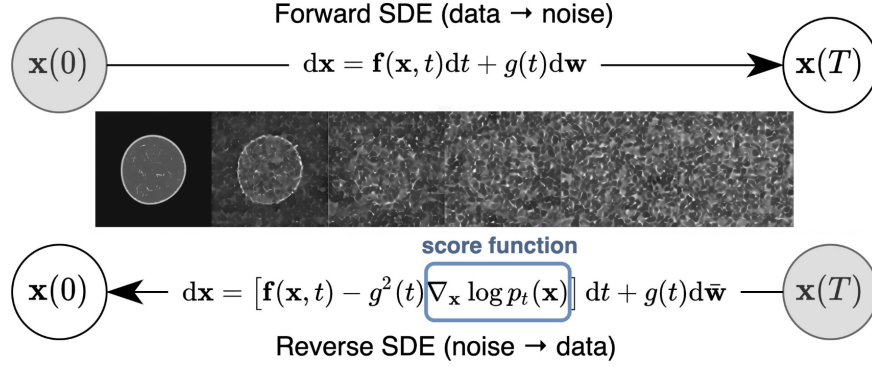 Forward SDE (data → noise)
x(0) dx = f(x, t)dt + g(t)dw x(T)
score function
x(0) dx = [f(x, t) − g²(t)∇ₓ log pₜ(x)] dt + g(t)dw̄ x(T)
Reverse SDE (noise → data)